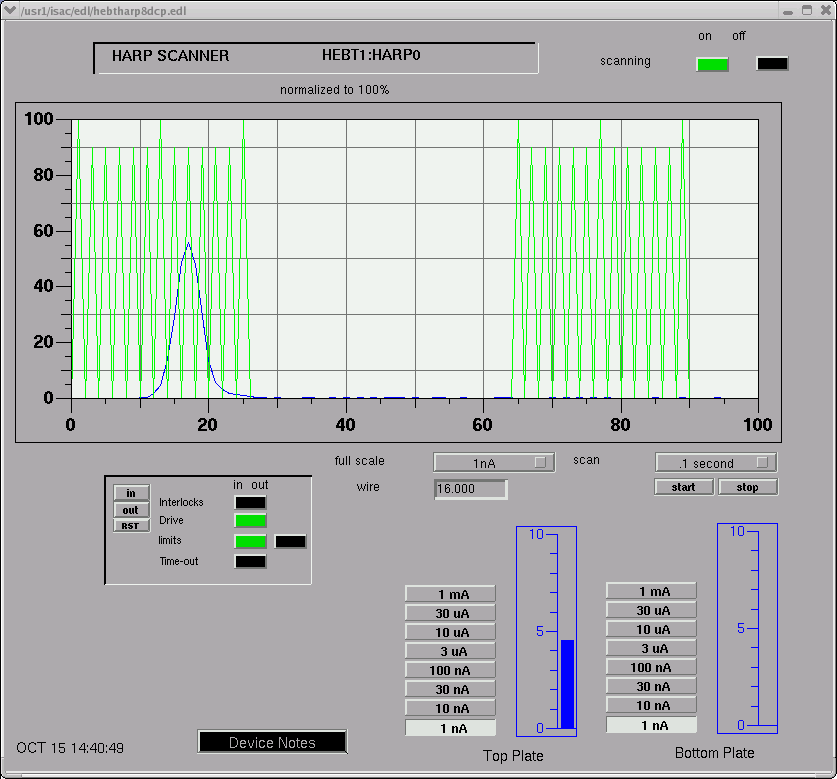 /usr1/isac/edl/hebtharp8dcp.edl
on off
HARP SCANNER HEBT1:HARP0
scanning
normalized to 100%
100
80
60
40
20
0
0 20 40 60 80 100
full scale 1nA scan .1 second
wire 16.000 start stop
in out
in
Interlocks
out
Drive
RST
limits
Time-out
10 10
1 mA 1 mA
30 uA 30 uA
10 uA 10 uA
5 5
3 uA 3 uA
100 nA 100 nA
30 nA 30 nA
10 nA 10 nA
1 nA 1 nA
0 0
OCT 15 14:40:49 Device Notes
Top Plate Bottom Plate